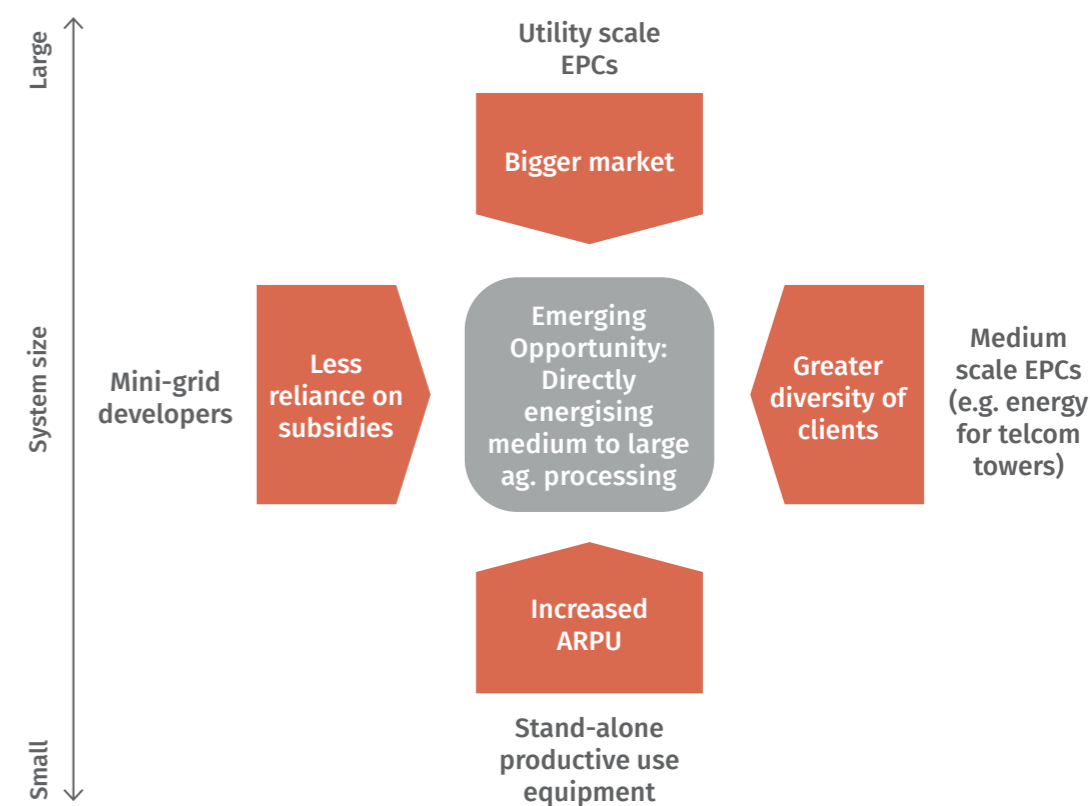 Large
System size
Small
Utility scale
EPCs
Bigger market
Mini-grid
developers
Less
reliance on
subsidies
Emerging
Opportunity:
Directly
energising
medium to large
ag. processing
Greater
diversity of
clients
Medium
scale EPCs
(e.g. energy
for telcom
towers)
Increased
ARPU
Stand-alone
productive use
equipment